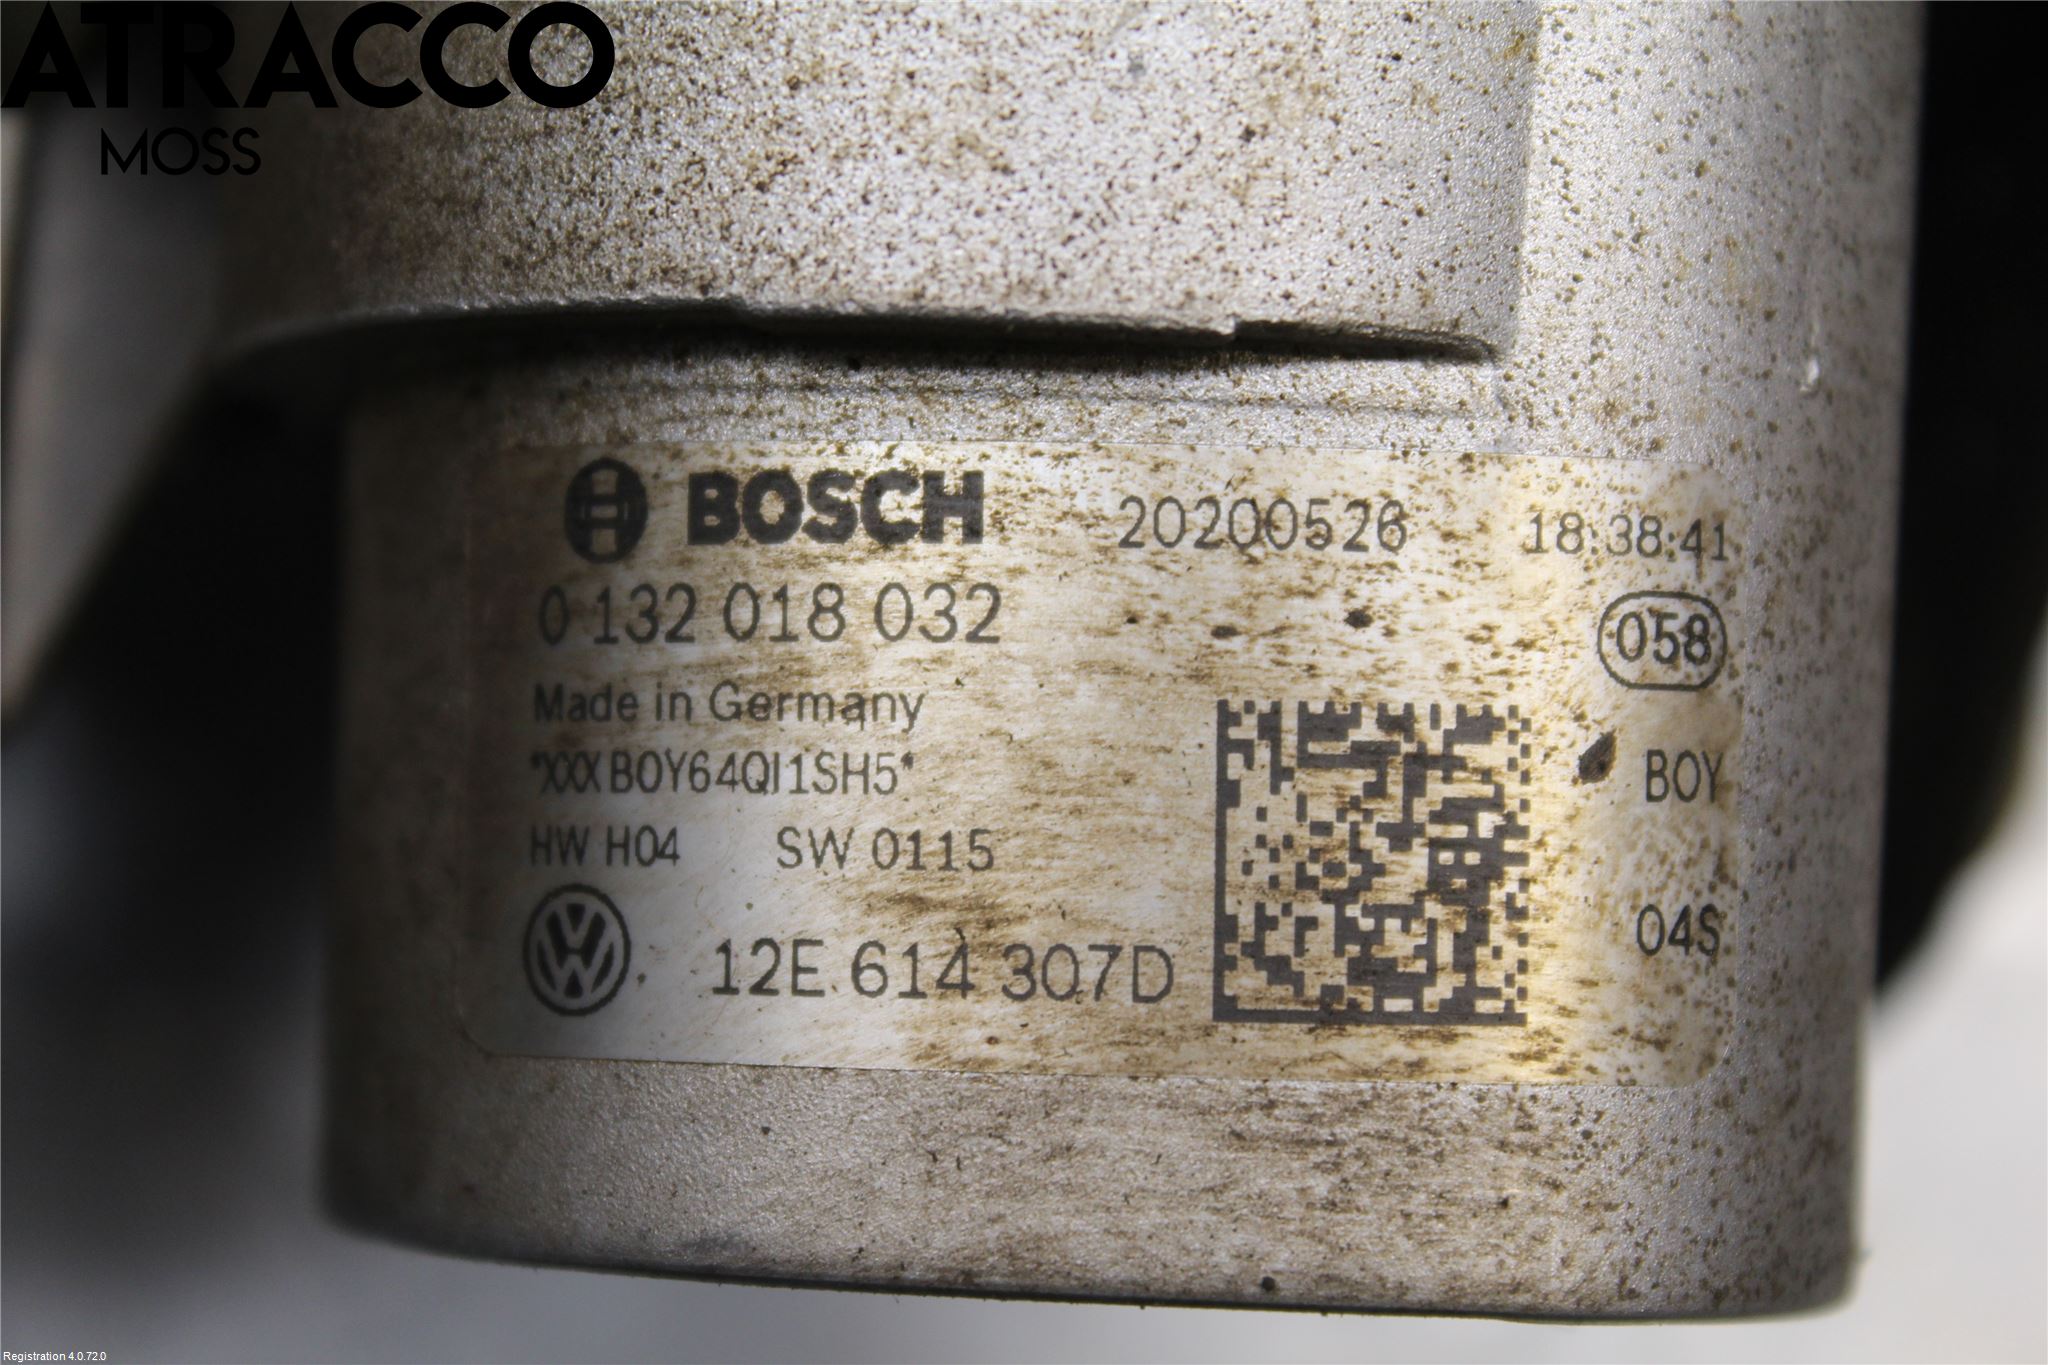 ATRACCO
MOSS
BOSCH 20200526 18:38:41
0 132 018 032
058
Made in Germany
*XXXBOY64QI1SH5*
BOY
HW H04 SW 0115
04S
12E 614 307D
Registration 4.0.72.0